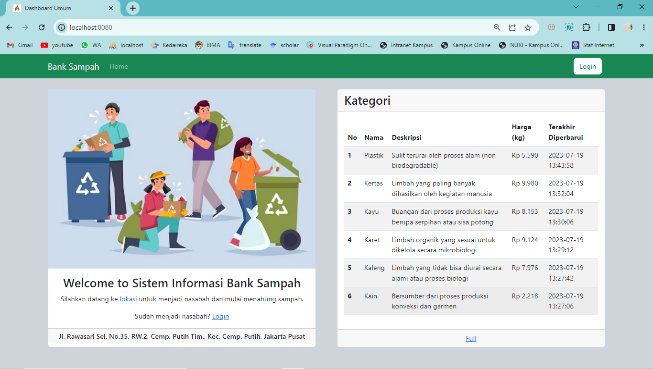 Dashboard Umum
localhost:8080
Gmail youtube WA localhost Kedaireka BIMA translate scholar Visual Paradigm On... Intranet Kampus Kampus Online NURI - Kampus Onl... Stat Internet
Bank Sampah Home Login
Kategori
No Nama Deskripsi Harga (kg) Terakhir Diperbarui
1 Plastik Sulit terurai oleh proses alam (non biodegradable) Rp 5.590 2023-07-19 13:43:58
2 Kertas Limbah yang paling banyak dihasilkan oleh kegiatan manusia Rp 9.980 2023-07-19 13:52:04
3 Kayu Buangan dari proses produksi kayu berupa serpihan atau sisa potong Rp 8.153 2023-07-19 13:30:06
4 Karet Limbah organik yang sesuai untuk dikelola secara mikrobiologi Rp 9.124 2023-07-19 13:29:12
5 Kaleng Limbah yang tidak bisa diurai secara alami atau proses biologi Rp 7.976 2023-07-19 13:27:42
6 Kain Bersumber dari proses produksi konveksi dan garmen Rp 2.218 2023-07-19 13:27:06
Full
Welcome to Sistem Informasi Bank Sampah
Silahkan datang ke lokasi untuk menjadi nasabah dan mulai menabung sampah.
Sudah menjadi nasabah? Login
Jl. Rawasari Sel. No.35, RW.2, Cemp. Putih Tim., Kec. Cemp. Putih, Jakarta Pusat